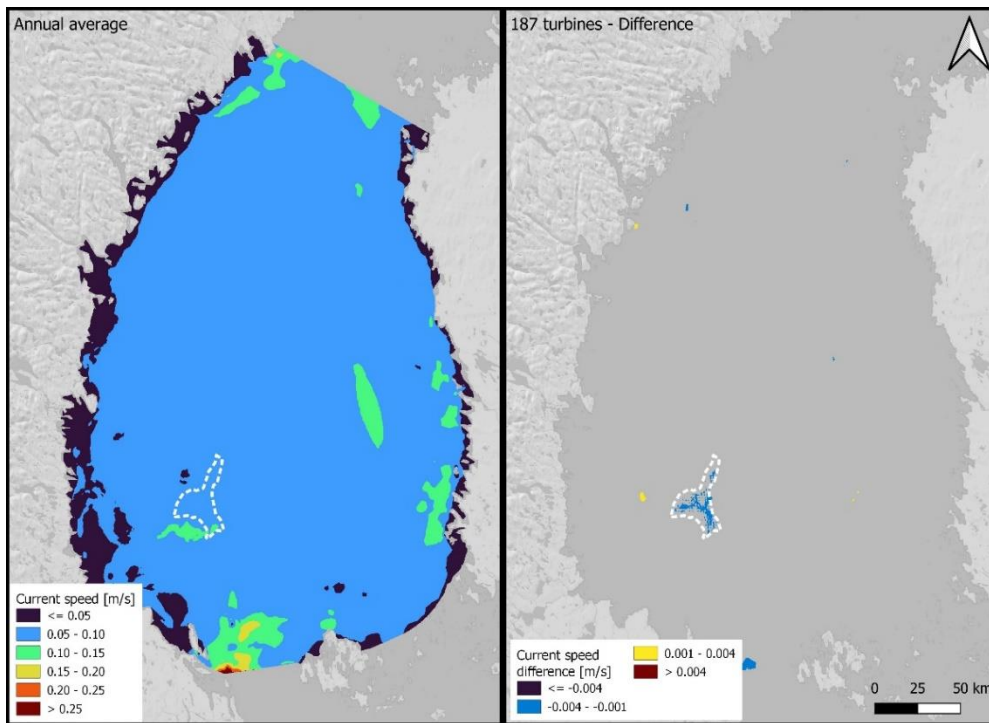 Annual average
Current speed [m/s]
<= 0.05
0.05 - 0.10
0.10 - 0.15
0.15 - 0.20
0.20 - 0.25
> 0.25
187 turbines - Difference
Current speed
difference [m/s]
<= -0.004
-0.004 - -0.001
0.001 - 0.004
> 0.004
0 25 50 km